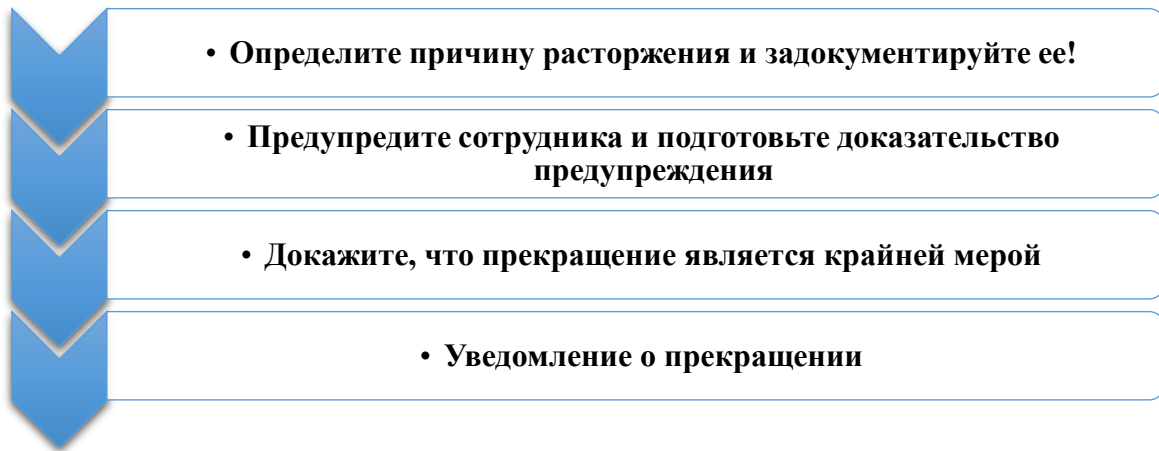 • Определите причину расторжения и задокументируйте ее!
• Предупредите сотрудника и подготовьте доказательство
предупреждения
• Докажите, что прекращение является крайней мерой
• Уведомление о прекращении